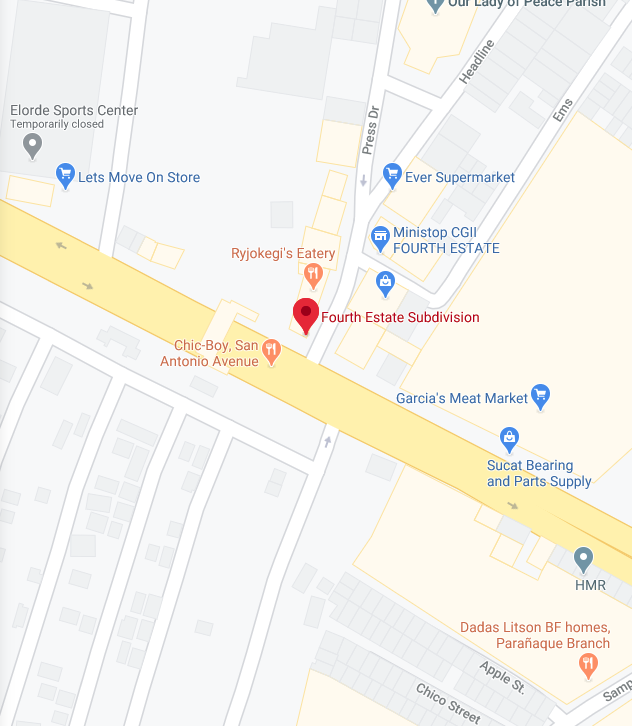 Our Lady of Peace Parish
Headline
Elorde Sports Center
Temporarily closed
Ems
Press Dr
Lets Move On Store
Ever Supermarket
Ministop CGII
FOURTH ESTATE
Ryjokegi's Eatery
Fourth Estate Subdivision
Chic-Boy, San
Antonio Avenue
Garcia's Meat Market
Sucat Bearing
and Parts Supply
HMR
Dadas Litson BF homes,
Parañaque Branch
Apple St.
Chico Street
Samp